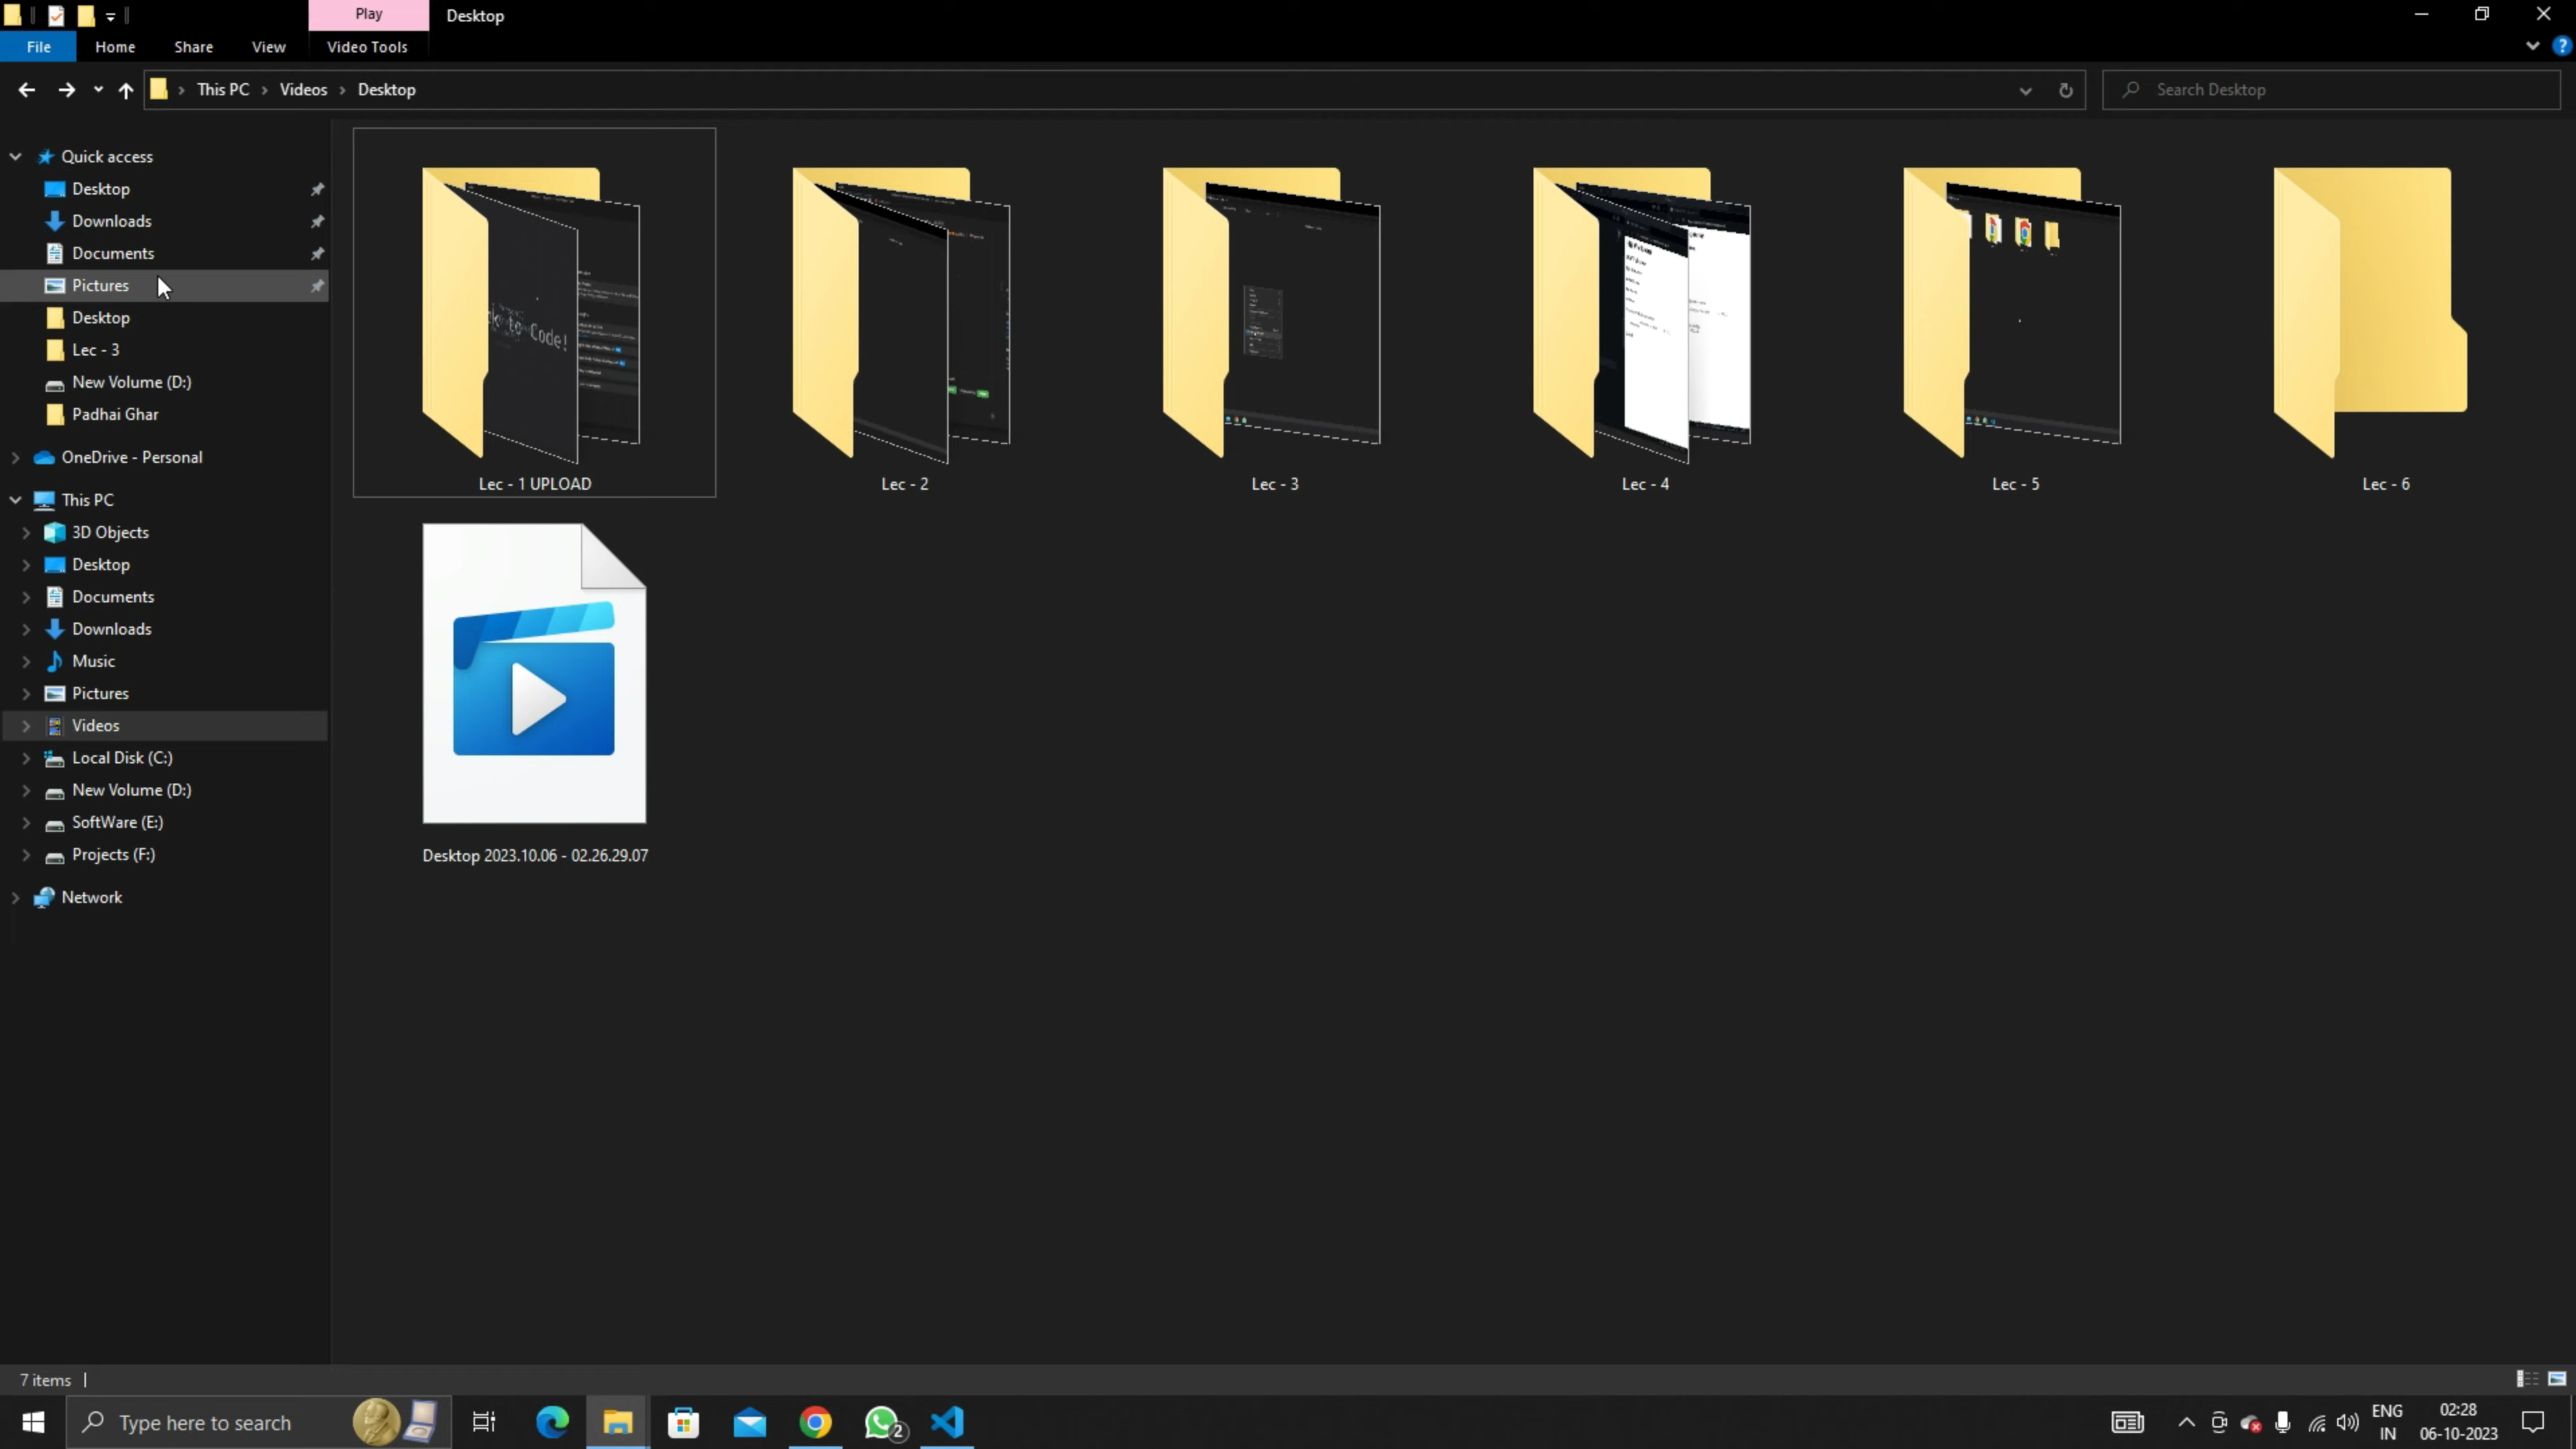 Play
Desktop
File
Home
Share
View
Video Tools
This PC
Videos
Desktop
Search Desktop
Quick access
Desktop
Downloads
Documents
Pictures
Desktop
Lec - 3
New Volume (D:)
Padhai Ghar
OneDrive - Personal
This PC
3D Objects
Desktop
Documents
Downloads
Music
Pictures
Videos
Local Disk (C:)
New Volume (D:)
SoftWare (E:)
Projects (F:)
Network
to Code!
Lec - 1 UPLOAD
Lec - 2
Lec - 3
Lec - 4
Lec - 5
Lec - 6
Desktop 2023.10.06 - 02.26.29.07
7 items
Type here to search
2
ENG
IN
02:28
06-10-2023